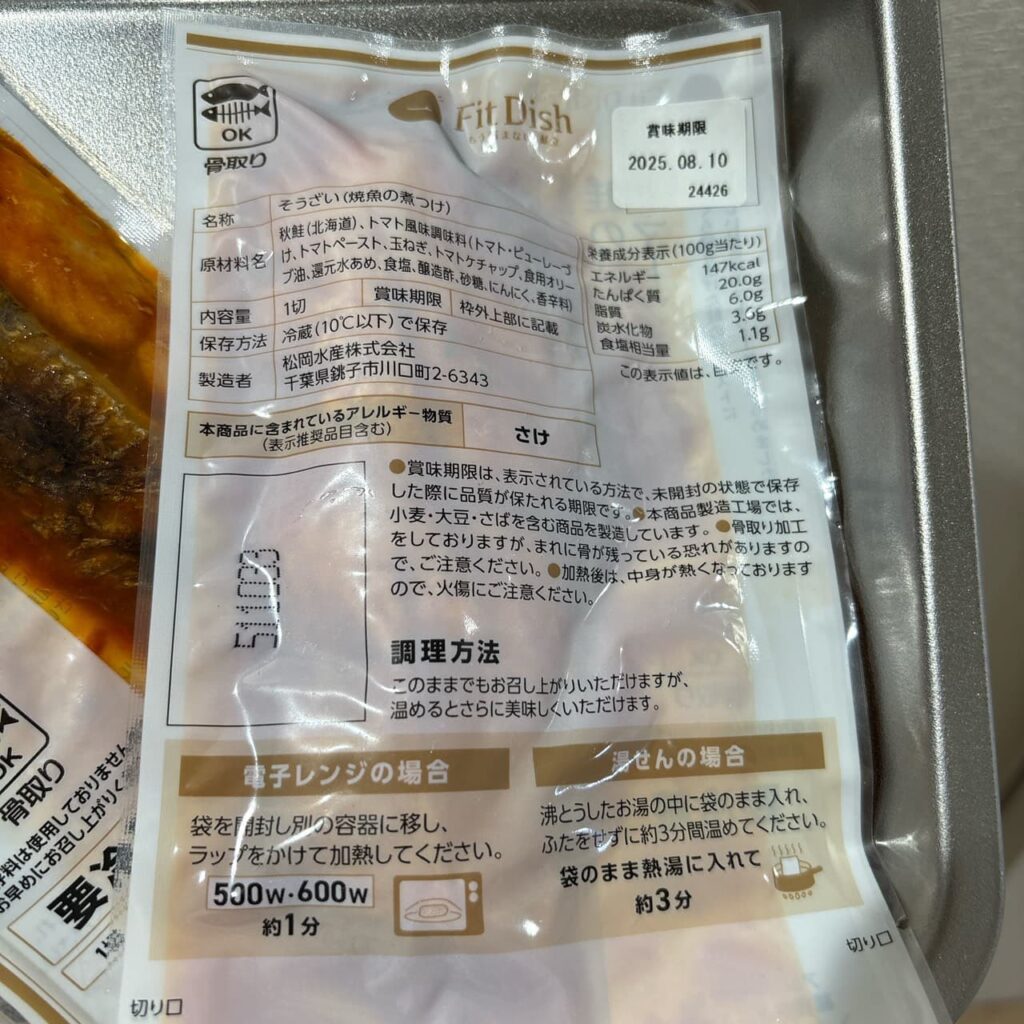 OK
骨取り
Fit Dish
賞味期限
2025.08.10
24426
名称
そうざい(焼魚の煮つけ)
原材料名
秋鮭(北海道)、トマト風味調味料(トマト・ピューレーづ
け、トマトペースト、玉ねぎ、トマトケチャップ、食用オリー
ブ油、還元水あめ、食塩、醸造酢、砂糖、にんにく、香辛料)
内容量
1切
賞味期限
枠外上部に記載
保存方法
冷蔵(10℃以下)で保存
製造者
松岡水産株式会社
千葉県銚子市川口町2-6343
栄養成分表示(100g当たり)
エネルギー 147kcal
たんぱく質 20.0g
脂質 6.0g
炭水化物 3.6g
食塩相当量 1.1g
この表示値は、目安です。
本商品に含まれているアレルギー物質
(表示推奨品目含む)
さけ
●賞味期限は、表示されている方法で、未開封の状態で保存
した際に品質が保たれる期限です。●本商品製造工場では、
小麦・大豆・さばを含む商品を製造しています。●骨取り加工
をしておりますが、まれに骨が残っている恐れがありますの
で、ご注意ください。●加熱後は、中身が熱くなっております
ので、火傷にご注意ください。
調理方法
このままでもお召し上がりいただけますが、
温めるとさらに美味しくいただけます。
電子レンジの場合
袋を開封し別の容器に移し、
ラップをかけて加熱してください。
500W・600W
約1分
湯せんの場合
沸とうしたお湯の中に袋のまま入れ、
ふたをせずに約3分間温めてください。
袋のまま熱湯に入れて
約3分
切り口
切り口
OK
骨取り
料は使用しておりません
お早めにお召し上がりく
要冷